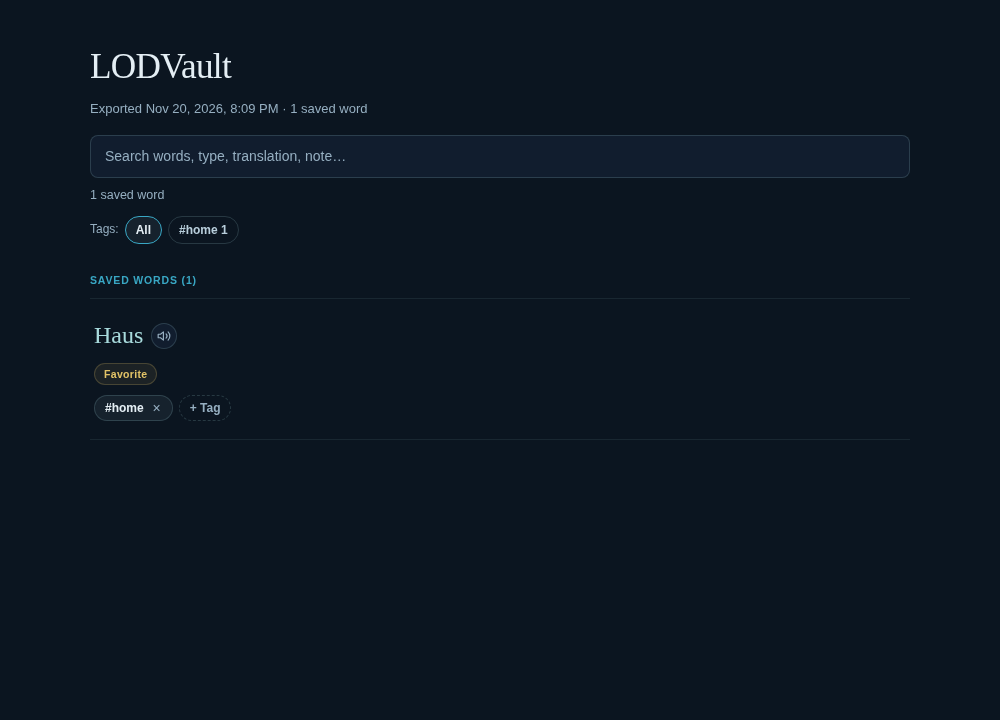 LODVault
Exported Nov 20, 2026, 8:09 PM · 1 saved word
Search words, type, translation, note…
1 saved word
Tags: All #home 1
SAVED WORDS (1)
Haus
Favorite
#home × + Tag